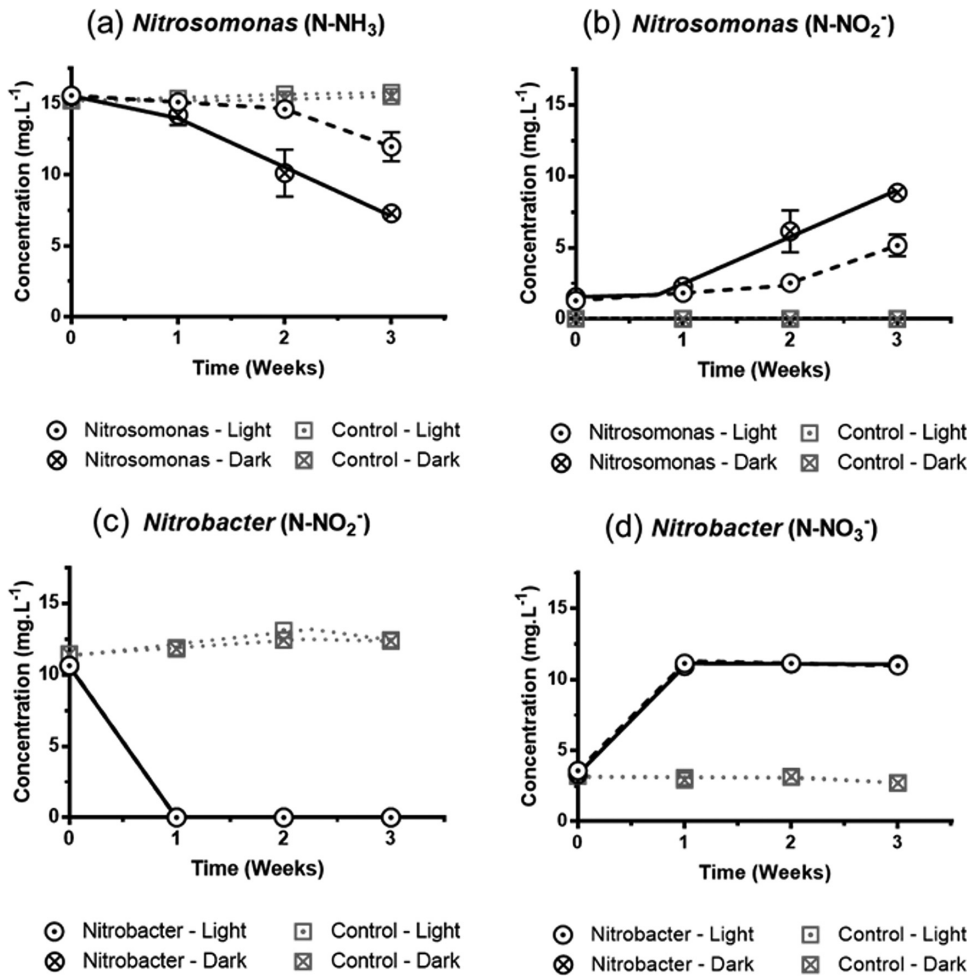 (a) Nitrosomonas (N-NH₃)
Concentration (mg.L⁻¹)
15
10
5
0
0 1 2 3
Time (Weeks)
Nitrosomonas - Light Control - Light
Nitrosomonas - Dark Control - Dark
(b) Nitrosomonas (N-NO₂⁻)
Concentration (mg.L⁻¹)
15
10
5
0
0 1 2 3
Time (Weeks)
Nitrosomonas - Light Control - Light
Nitrosomonas - Dark Control - Dark
(c) Nitrobacter (N-NO₂⁻)
Concentration (mg.L⁻¹)
15
10
5
0
0 1 2 3
Time (Weeks)
Nitrobacter - Light Control - Light
Nitrobacter - Dark Control - Dark
(d) Nitrobacter (N-NO₃⁻)
Concentration (mg.L⁻¹)
15
10
5
0
0 1 2 3
Time (Weeks)
Nitrobacter - Light Control - Light
Nitrobacter - Dark Control - Dark